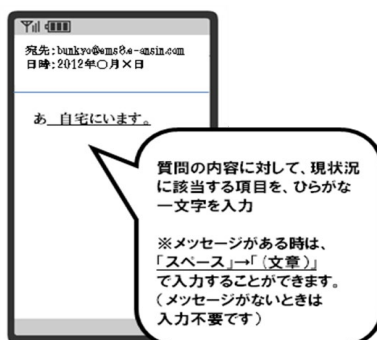 宛先:bunkyo@ems8.e-ansin.com
日時:2012年○月×日
あ 自宅にいます。
質問の内容に対して、現状況
に該当する項目を、ひらがな
一文字を入力
※メッセージがある時は、
「スペース」→「(文章)」
で入力することができます。
(メッセージがないときは
入力不要です)